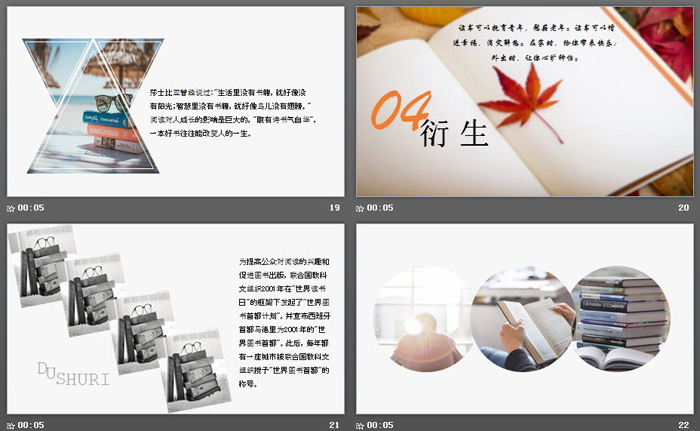 莎士比亚曾经说过："生活里没有书籍，就好像没
有阳光；智慧里没有书籍，就好像鸟儿没有翅膀。"
阅读对人成长的影响是巨大的，"腹有诗书气自华"，
一本好书往往能改变人的一生。
00:05
19
读书可以抚育青年，慰藉老年。读书可以增
进幸福，消灾解愁。在家时，给你带来快乐；
外出时，让你心旷神怡。
04
衍生
00:05
20
为提高公众对阅读的兴趣和
促进图书出版，联合国教科
文组织2001年在"世界读书
日"的框架下发起了"世界图
书首都计划"，并宣布西班牙
首都马德里为2001年的"世
界图书首都"。此后，每年都
有一座城市被联合国教科文
组织授予"世界图书首都"的
称号。
DUSHURI
00:05
21
00:05
22